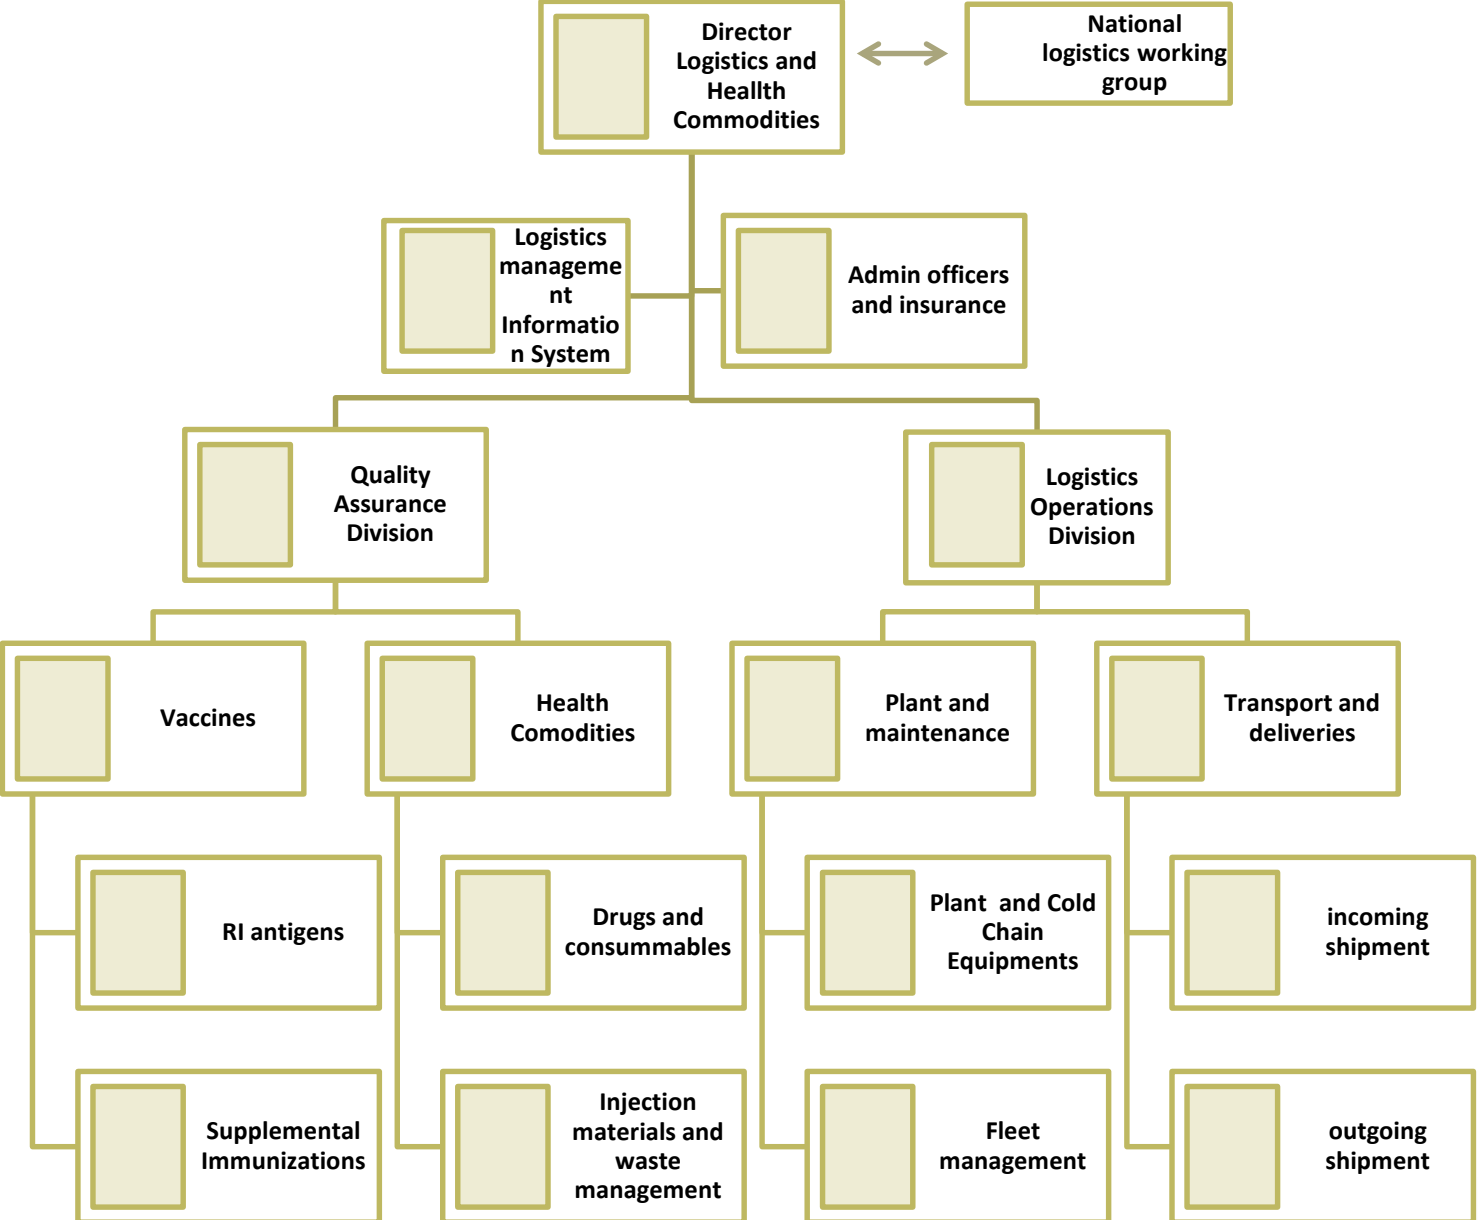 Director
Logistics and
Heallth
Commodities
National
logistics working
group
Logistics
manageme
nt
Informatio
n System
Admin officers
and insurance
Quality
Assurance
Division
Logistics
Operations
Division
Vaccines
Health
Comodities
Plant and
maintenance
Transport and
deliveries
RI antigens
Drugs and
consummables
Plant  and Cold
Chain
Equipments
incoming
shipment
Supplemental
Immunizations
Injection
materials and
waste
management
Fleet
management
outgoing
shipment